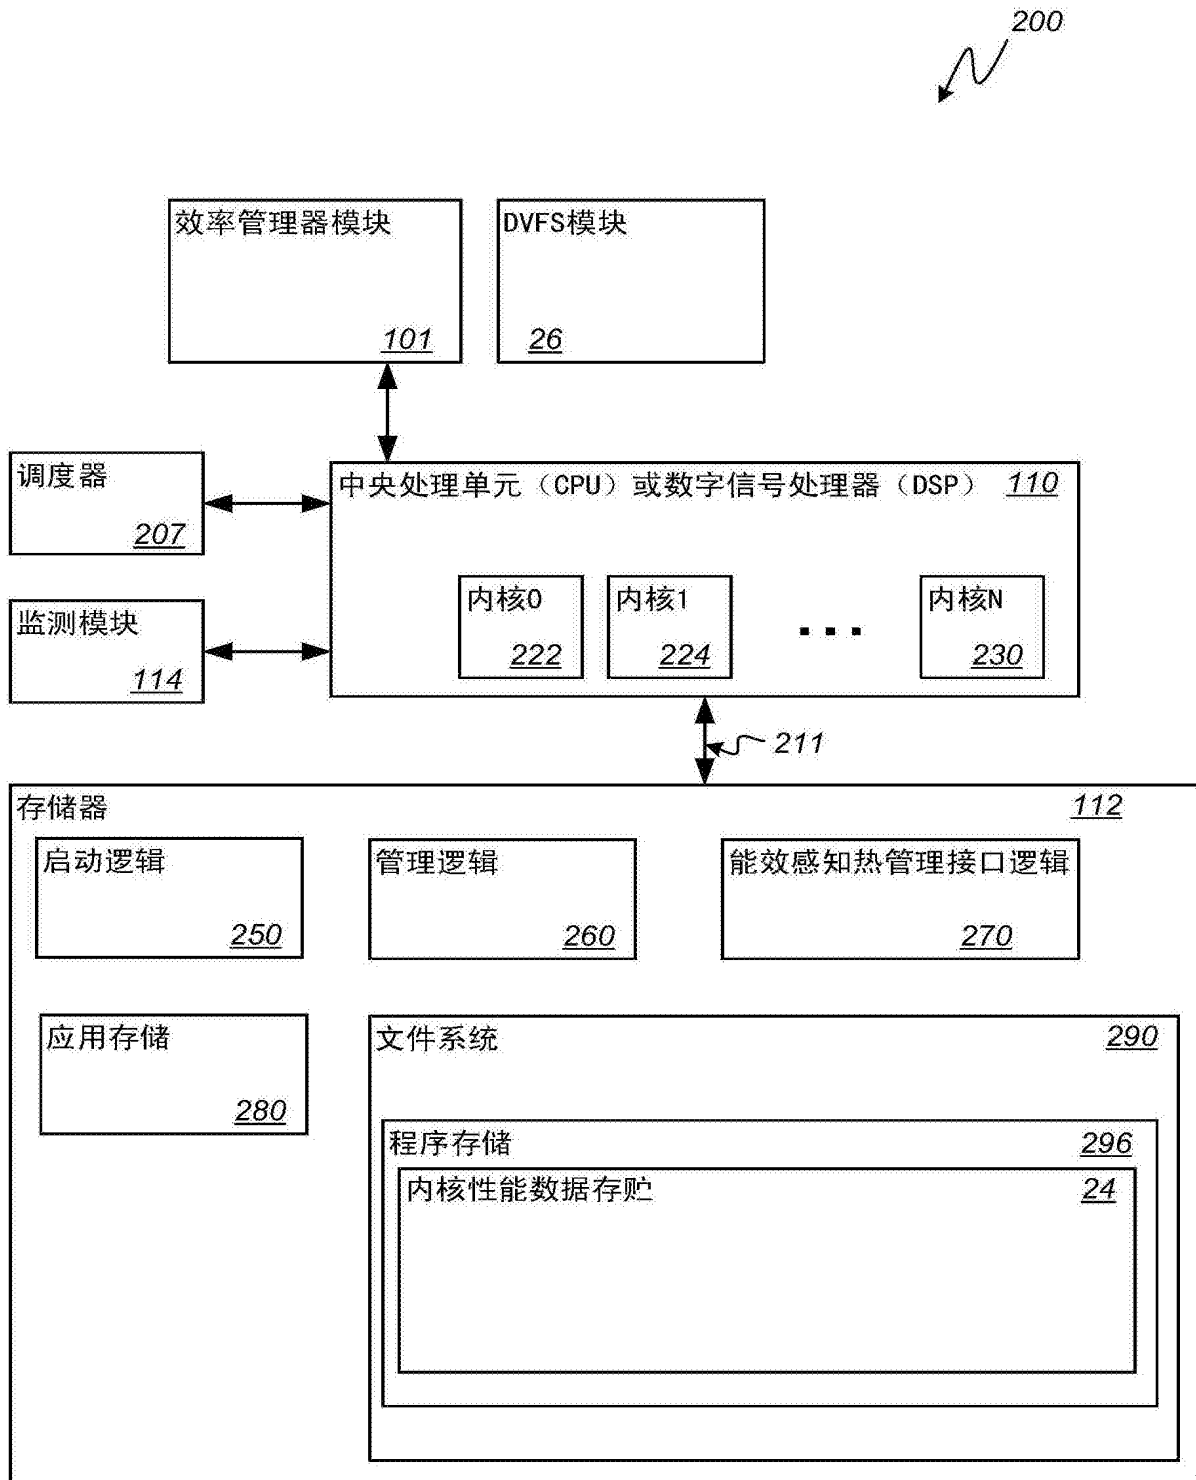 200
效率管理器模块
101
DVFS模块
26
调度器
207
中央处理单元（CPU）或数字信号处理器（DSP） 110
监测模块
114
内核0
222
内核1
224
...
内核N
230
211
存储器 112
启动逻辑
250
管理逻辑
260
能效感知热管理接口逻辑
270
应用存储
280
文件系统 290
程序存储 296
内核性能数据存贮 24